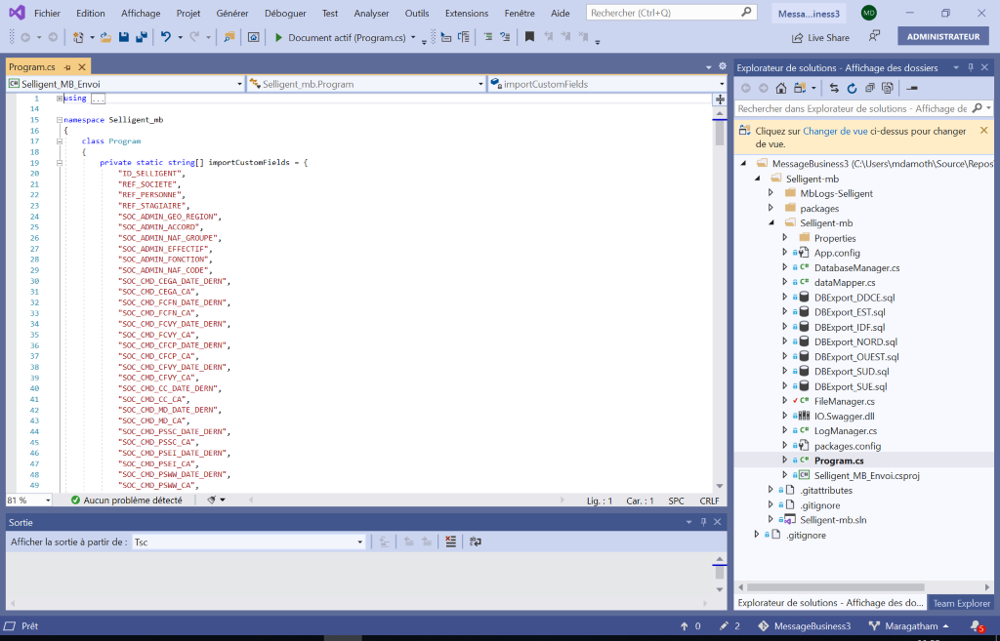 Fichier Edition Affichage Projet Générer Déboguer Test Analyser Outils Extensions Fenêtre Aide Rechercher (Ctrl+Q) Messa...iness3 MD
Document actif (Program.cs) Live Share ADMINISTRATEUR
Program.cs
Selligent_MB_Envoi Selligent_mb.Program importCustomFields
1 using ...
14
15 namespace Selligent_mb
16 {
17 class Program
18 {
19 private static string[] importCustomFields = {
20 "ID_SELLIGENT",
21 "REF_SOCIETE",
22 "REF_PERSONNE",
23 "REF_STAGIAIRE",
24 "SOC_ADMIN_GEO_REGION",
25 "SOC_ADMIN_ACCORD",
26 "SOC_ADMIN_NAF_GROUPE",
27 "SOC_ADMIN_EFFECTIF",
28 "SOC_ADMIN_FONCTION",
29 "SOC_ADMIN_NAF_CODE",
30 "SOC_CMD_CEGA_DATE_DERN",
31 "SOC_CMD_CEGA_CA",
32 "SOC_CMD_FCFN_DATE_DERN",
33 "SOC_CMD_FCFN_CA",
34 "SOC_CMD_FCVY_DATE_DERN",
35 "SOC_CMD_FCVY_CA",
36 "SOC_CMD_CFCP_DATE_DERN",
37 "SOC_CMD_CFCP_CA",
38 "SOC_CMD_CFVY_DATE_DERN",
39 "SOC_CMD_CFVY_CA",
40 "SOC_CMD_CC_DATE_DERN",
41 "SOC_CMD_CC_CA",
42 "SOC_CMD_MD_DATE_DERN",
43 "SOC_CMD_MD_CA",
44 "SOC_CMD_PSSC_DATE_DERN",
45 "SOC_CMD_PSSC_CA",
46 "SOC_CMD_PSEI_DATE_DERN",
47 "SOC_CMD_PSEI_CA",
48 "SOC_CMD_PSWW_DATE_DERN",
49 "SOC_CMD_PSWW_CA",
81 % Aucun problème détecté Lig. : 1 Car. : 1 SPC CRLF
Sortie
Afficher la sortie à partir de : Tsc
Explorateur de solutions - Affichage des dossiers
Rechercher dans Explorateur de solutions - Affichage de
Cliquez sur Changer de vue ci-dessus pour changer
de vue.
MessageBusiness3 (C:\Users\mdamoth\Source\Repos
Selligent-mb
MbLogs-Selligent
packages
Selligent-mb
Properties
App.config
C# DatabaseManager.cs
C# dataMapper.cs
DBExport_DDCE.sql
DBExport_EST.sql
DBExport_IDF.sql
DBExport_NORD.sql
DBExport_OUEST.sql
DBExport_SUD.sql
DBExport_SUE.sql
C# FileManager.cs
IO.Swagger.dll
C# LogManager.cs
packages.config
C# Program.cs
C# Selligent_MB_Envoi.csproj
.gitattributes
.gitignore
Selligent-mb.sln
.gitignore
Explorateur de solutions - Affichage des do... Team Explorer
Prêt 0 2 MessageBusiness3 Maragatham 5